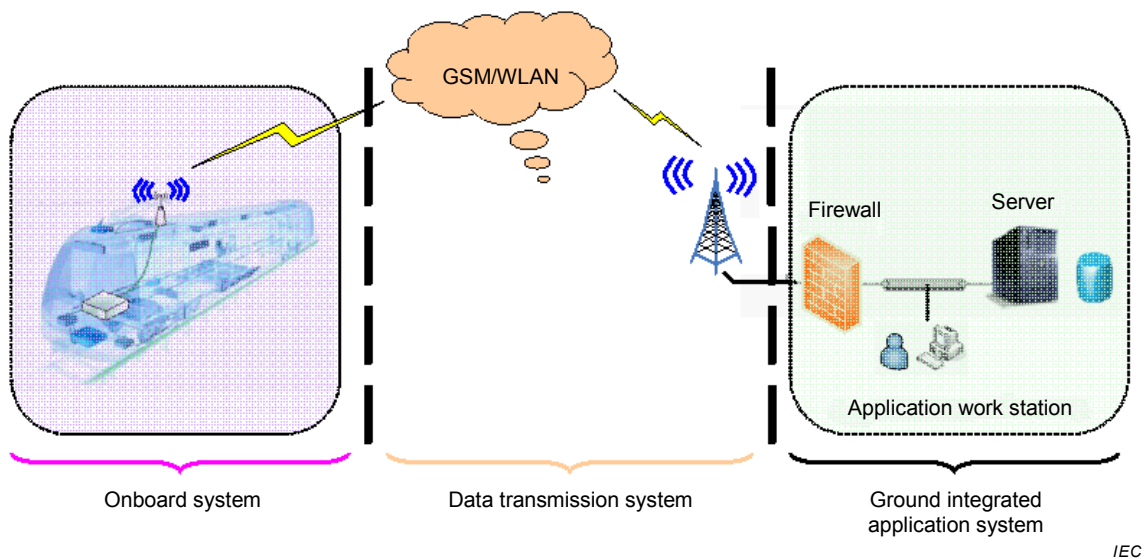 GSM/WLAN
Firewall
Server
Application work station
Onboard system
Data transmission system
Ground integrated
application system
IEC